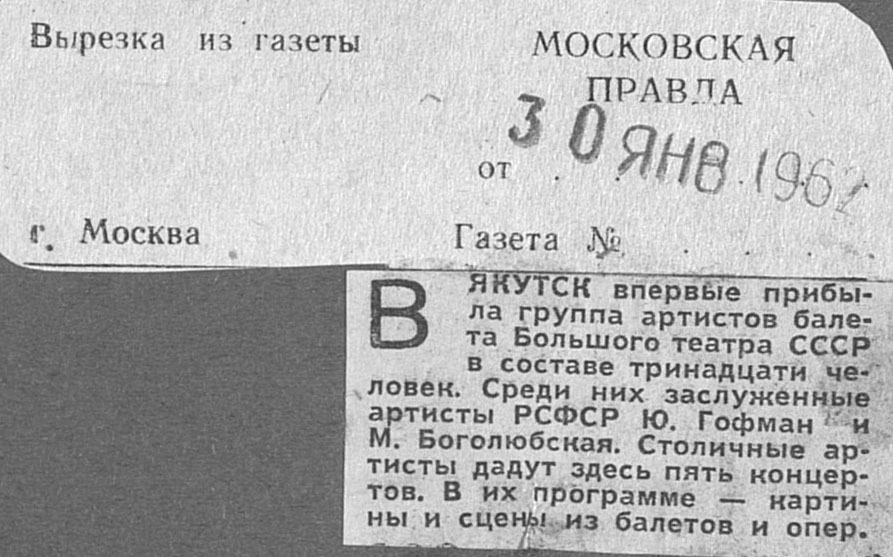 Вырезка из газеты
МОСКОВСКАЯ
ПРАВДА
от 30 ЯНВ. 1962
г. Москва
Газета №
В ЯКУТСК впервые прибы-
ла группа артистов бале-
та Большого театра СССР
в составе тринадцати че-
ловек. Среди них заслуженные
артисты РСФСР Ю. Гофман и
М. Боголюбская. Столичные ар-
тисты дадут здесь пять концер-
тов. В их программе — карти-
ны и сцены из балетов и опер.